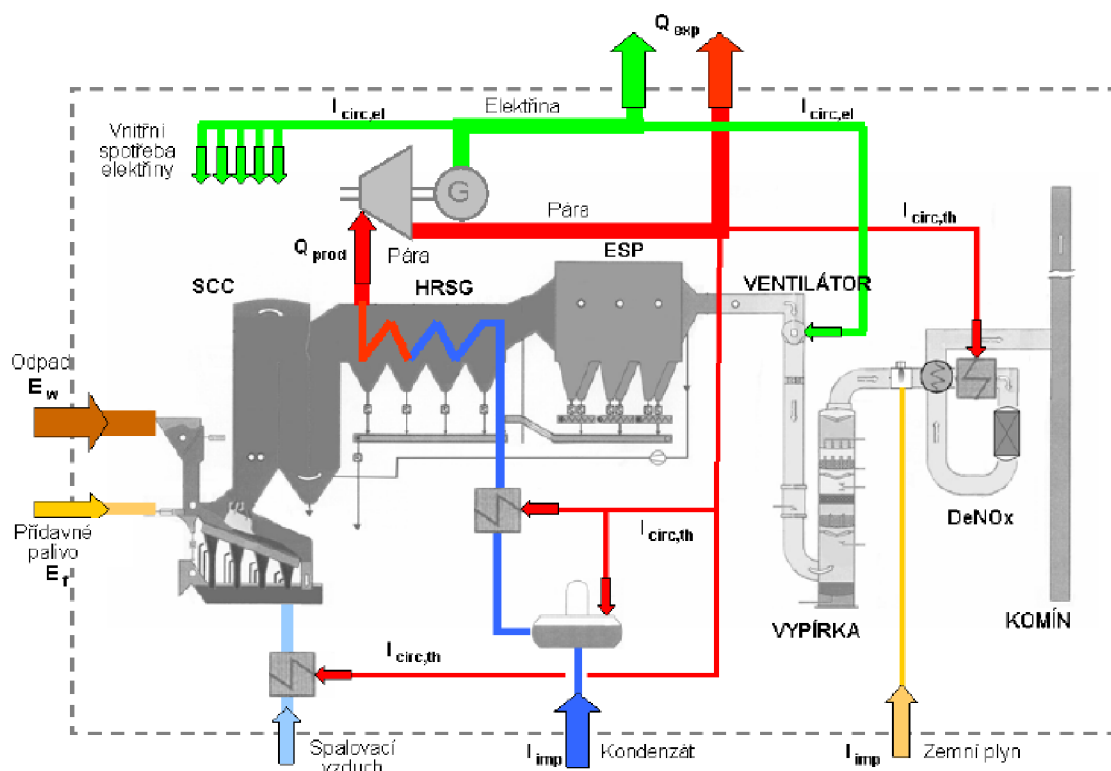 Q exp
I circ,el
Elektřina
I circ,el
Vnitřní
spotřeba
elektřiny
G
Pára
I circ,th
Q prod
Pára
ESP
SCC
HRSG
VENTILÁTOR
Odpad
E w
Přídavné
palivo
E f
I circ,th
DeNOx
VYPÍRKA
KOMÍN
I circ,th
Spalovací
vzduch
I imp
Kondenzát
I imp
Zemní plyn